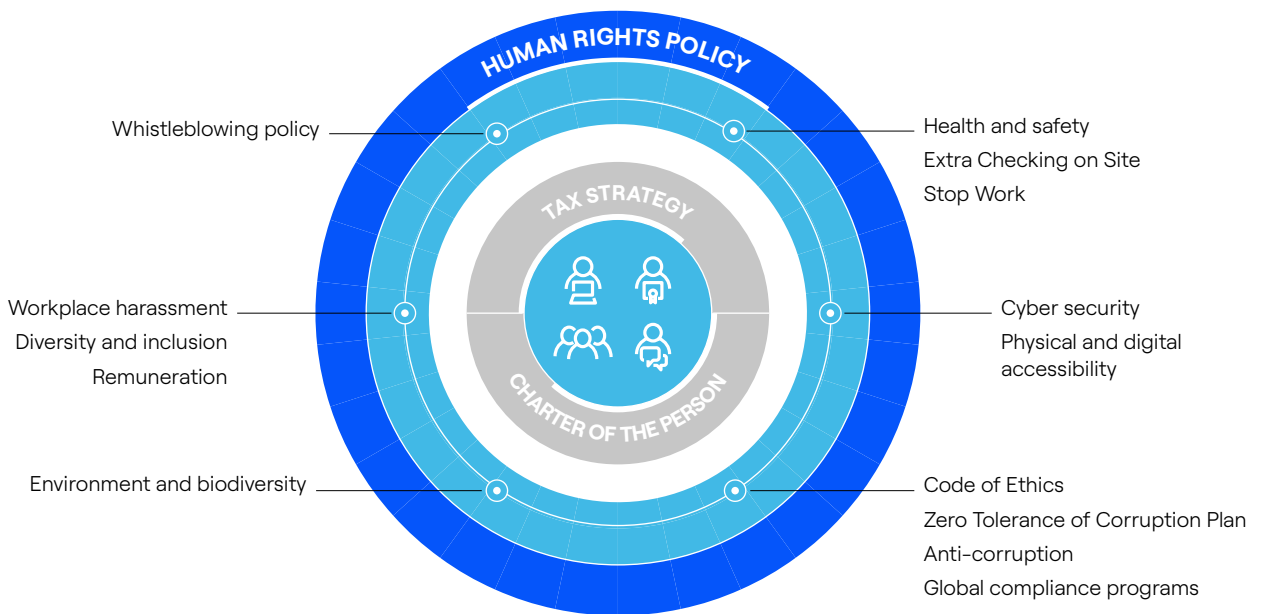 HUMAN RIGHTS POLICY
Whistleblowing policy
Health and safety
Extra Checking on Site
Stop Work
TAX STRATEGY
Workplace harassment
Diversity and inclusion
Remuneration
Cyber security
Physical and digital
accessibility
CHARTER OF THE PERSON
Environment and biodiversity
Code of Ethics
Zero Tolerance of Corruption Plan
Anti-corruption
Global compliance programs